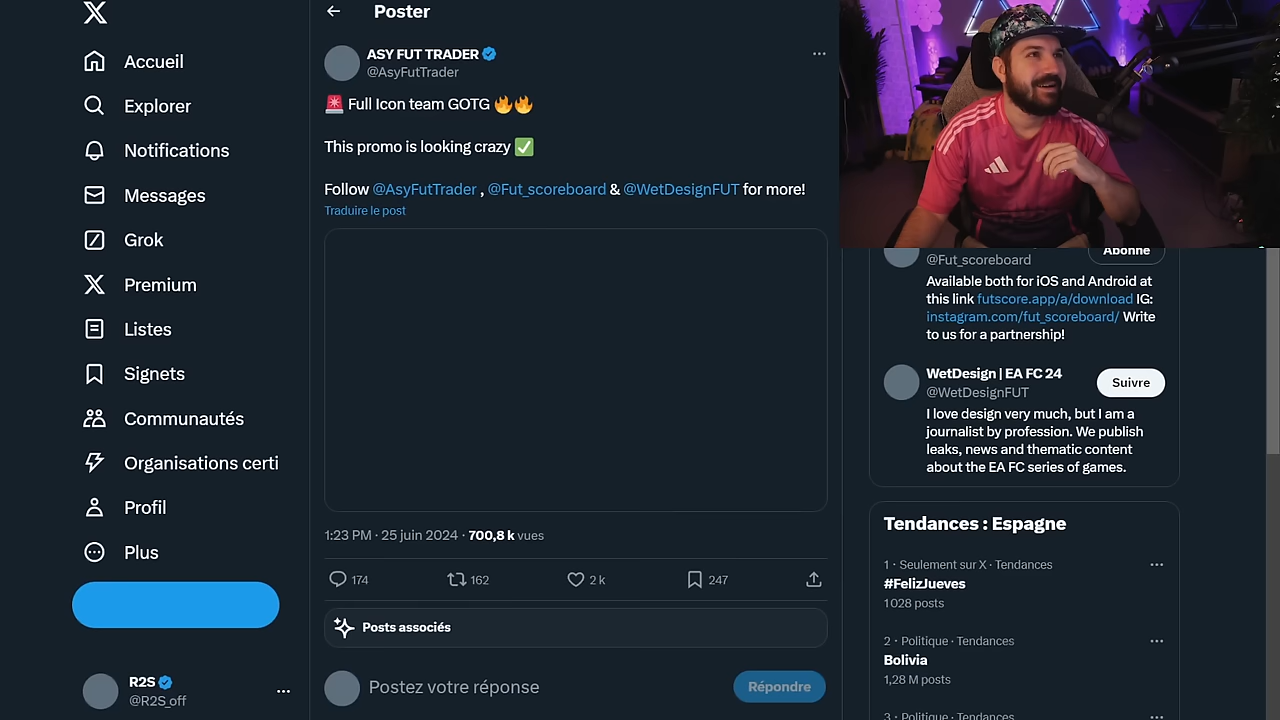 Poster
Accueil
Explorer
Notifications
Messages
Grok
Premium
Listes
Signets
Communautés
Organisations certi
Profil
Plus
R2S
@R2S_off
ASY FUT TRADER
@AsyFutTrader
🚨 Full Icon team GOTG 🔥🔥
This promo is looking crazy ✅
Follow @AsyFutTrader , @Fut_scoreboard & @WetDesignFUT for more!
Traduire le post
1:23 PM · 25 juin 2024 · 700,8 k vues
174 162 2 k 247
Posts associés
Postez votre réponse
Répondre
@Fut_scoreboard
Abonné
Available both for iOS and Android at
this link futscore.app/a/download IG:
instagram.com/fut_scoreboard/ Write
to us for a partnership!
WetDesign | EA FC 24
@WetDesignFUT
Suivre
I love design very much, but I am a
journalist by profession. We publish
leaks, news and thematic content
about the EA FC series of games.
Tendances : Espagne
1 · Seulement sur X · Tendances
#FelizJueves
1 028 posts
2 · Politique · Tendances
Bolivia
1,28 M posts
3 · Politique · Tendances